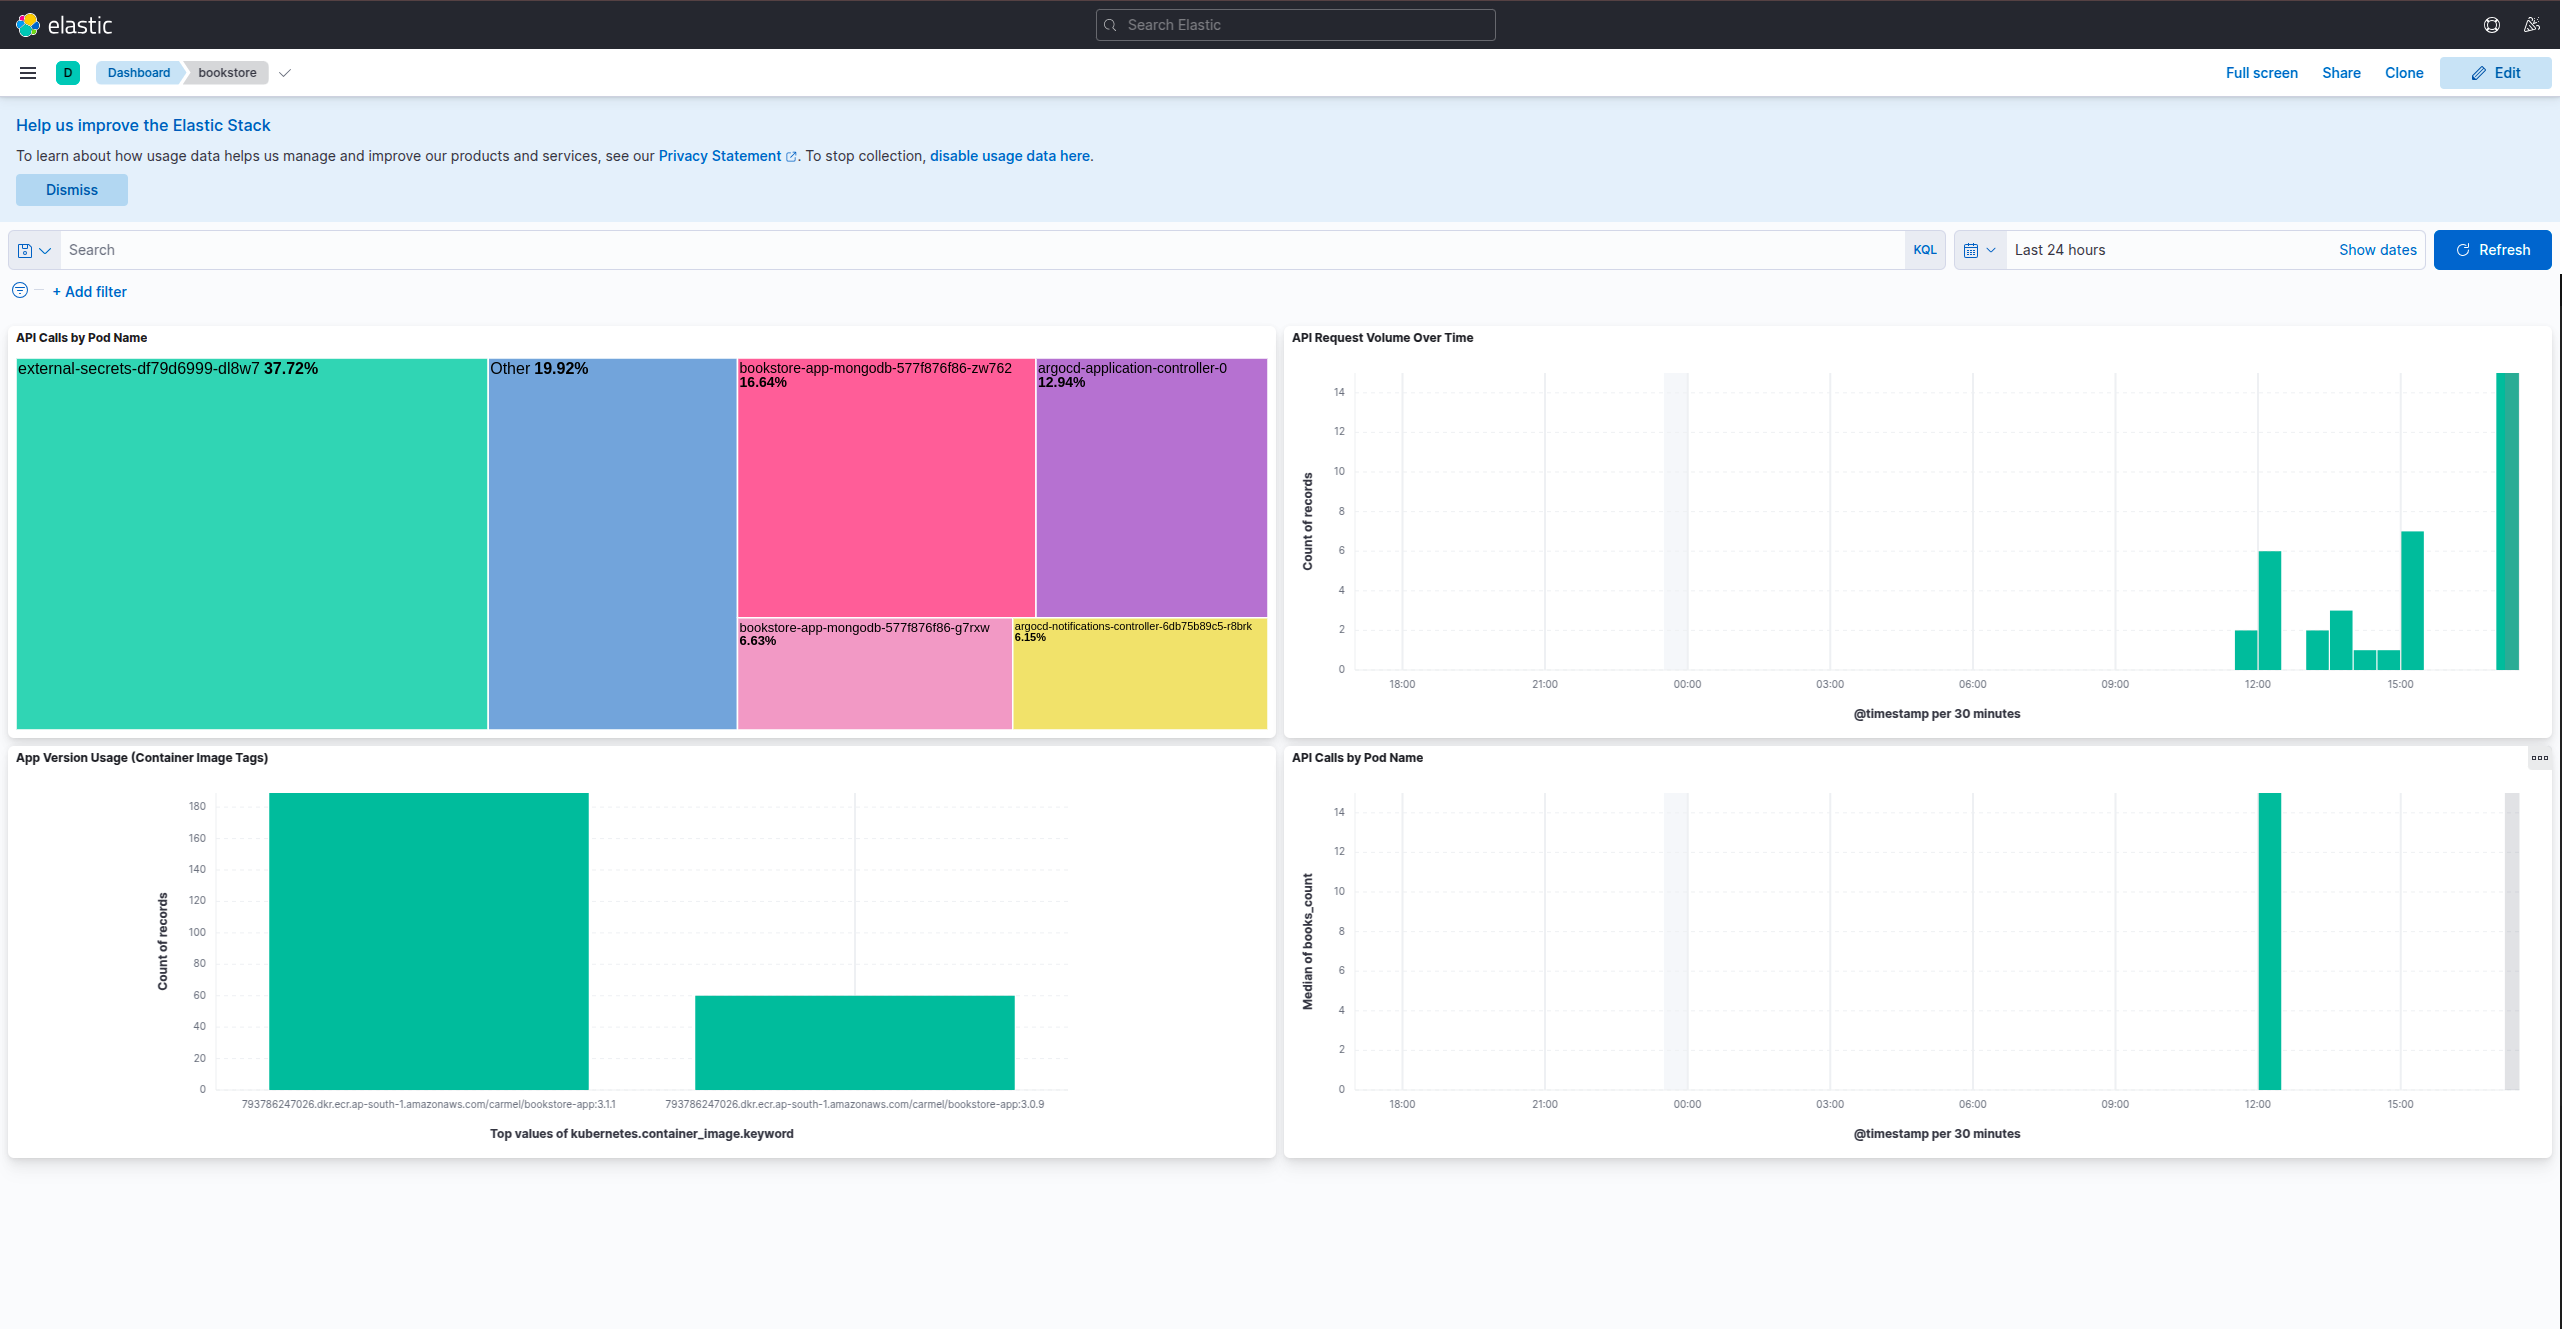 elastic
Search Elastic
D
Dashboard
bookstore
Full screen
Share
Clone
Edit
Help us improve the Elastic Stack
To learn about how usage data helps us manage and improve our products and services, see our Privacy Statement. To stop collection, disable usage data here.
Dismiss
Search
KQL
Last 24 hours
Show dates
Refresh
+ Add filter
API Calls by Pod Name
external-secrets-df79d6999-dl8w7 37.72%
Other 19.92%
bookstore-app-mongodb-577f876f86-zw762
16.64%
argocd-application-controller-0
12.94%
bookstore-app-mongodb-577f876f86-g7rxw
6.63%
argocd-notifications-controller-6db75b89c5-r8brk
6.15%
API Request Volume Over Time
Count of records
14
12
10
8
6
4
2
0
18:00
21:00
00:00
03:00
06:00
09:00
12:00
15:00
@timestamp per 30 minutes
App Version Usage (Container Image Tags)
Count of records
180
160
140
120
100
80
60
40
20
0
793786247026.dkr.ecr.ap-south-1.amazonaws.com/carmel/bookstore-app:3.1.1
793786247026.dkr.ecr.ap-south-1.amazonaws.com/carmel/bookstore-app:3.0.9
Top values of kubernetes.container_image.keyword
API Calls by Pod Name
Median of books_count
14
12
10
8
6
4
2
0
18:00
21:00
00:00
03:00
06:00
09:00
12:00
15:00
@timestamp per 30 minutes